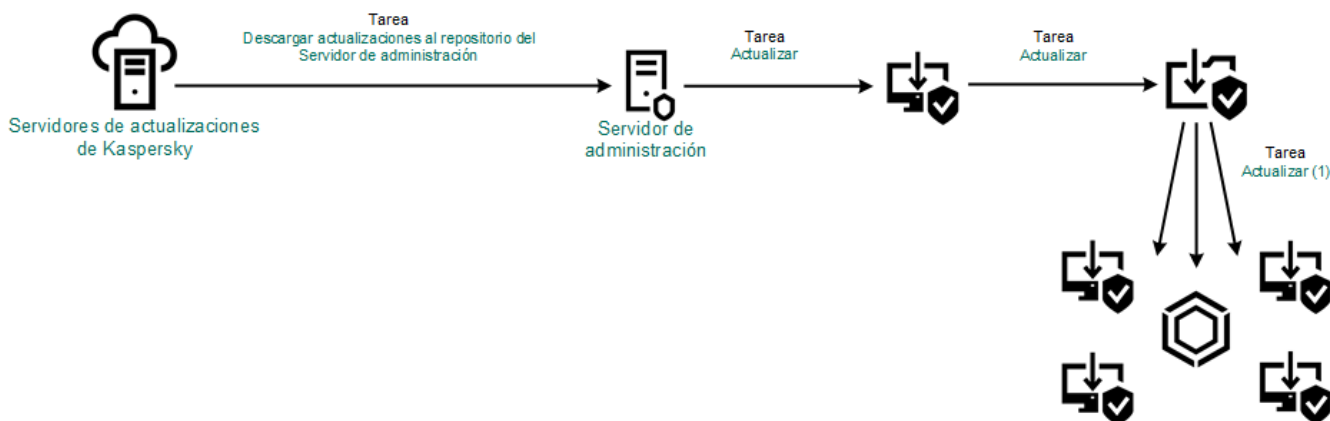 Tarea
Descargar actualizaciones al repositorio del
Servidor de administración
Tarea
Actualizar
Tarea
Actualizar
Servidores de actualizaciones
de Kaspersky
Servidor de
administración
Tarea
Actualizar (1)